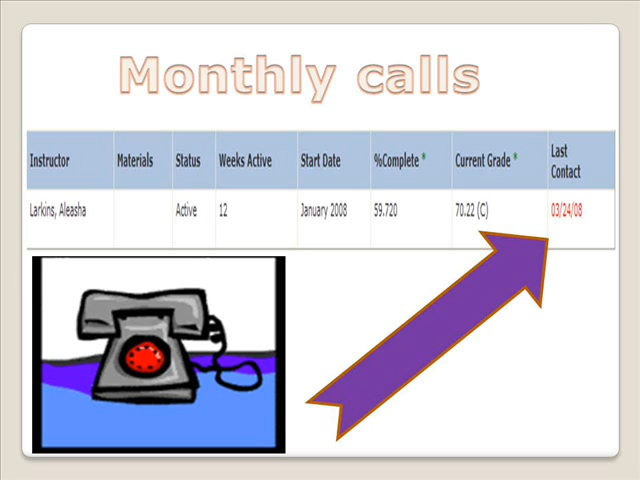 Monthly calls
Instructor Materials Status Weeks Active Start Date %Complete * Current Grade * Last Contact
Larkins, Aleasha Active 12 January 2008 59.720 70.22 (C) 03/24/08